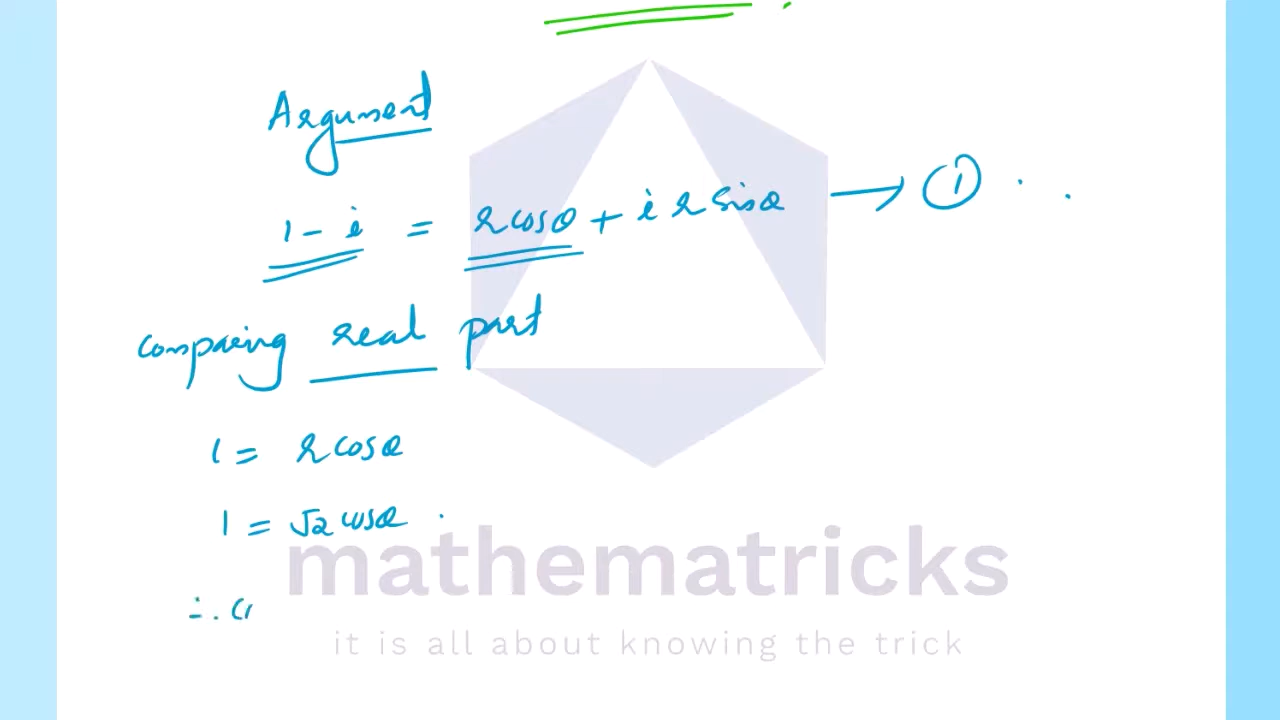 Argument
1 - i = r cosθ + i r sinθ → ①
comparing real part
1 = r cosθ
1 = √2 cosθ
∴ co
mathematricks
it is all about knowing the trick